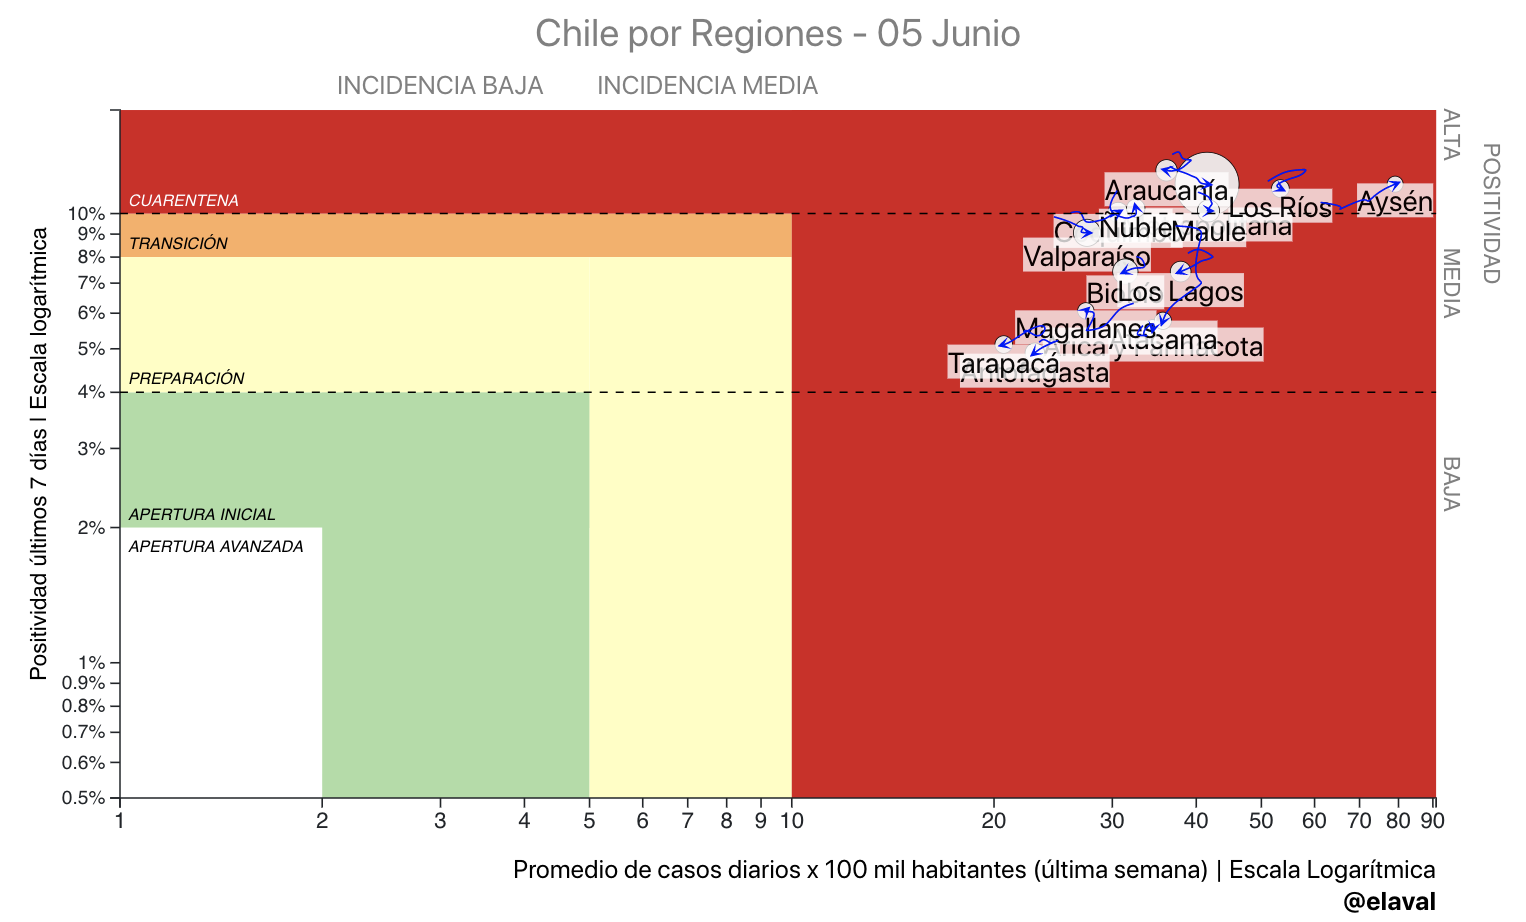 Chile por Regiones - 05 Junio
INCIDENCIA BAJA
INCIDENCIA MEDIA
ALTA
MEDIA
BAJA
POSITIVIDAD
Positividad últimos 7 días | Escala logarítmica
CUARENTENA
TRANSICIÓN
PREPARACIÓN
APERTURA INICIAL
APERTURA AVANZADA
10%
9%
8%
7%
6%
5%
4%
3%
2%
1%
0.9%
0.8%
0.7%
0.6%
0.5%
Araucanía
Los Ríos
Aysén
Ñuble
Maule
Valparaíso
Los Lagos
Magallanes
Atacama
Arica y Parinacota
Tarapacá
Antofagasta
1 2 3 4 5 6 7 8 9 10 20 30 40 50 60 70 80 90
Promedio de casos diarios x 100 mil habitantes (última semana) | Escala Logarítmica
@elaval